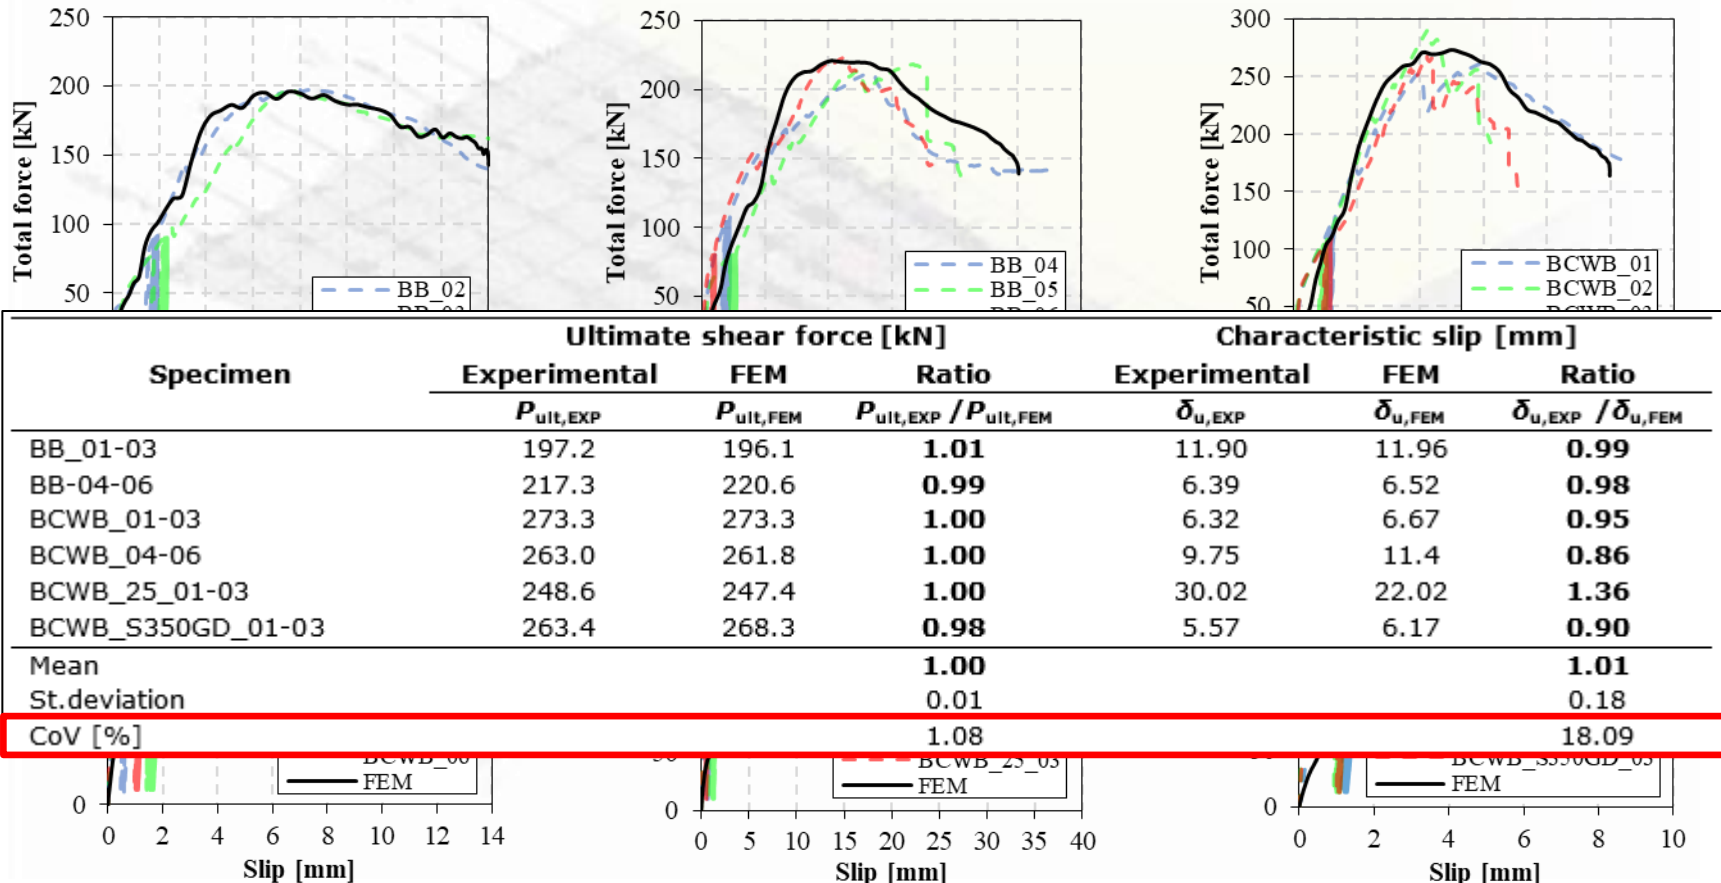 250
200
150
100
50
Total force [kN]
BB_02
250
200
150
100
50
Total force [kN]
BB_04
BB_05
300
250
200
150
100
50
Total force [kN]
BCWB_01
BCWB_02
Ultimate shear force [kN] Characteristic slip [mm]
Specimen Experimental FEM Ratio Experimental FEM Ratio
Pult,EXP Pult,FEM Pult,EXP /Pult,FEM δu,EXP δu,FEM δu,EXP /δu,FEM
BB_01-03 197.2 196.1 1.01 11.90 11.96 0.99
BB-04-06 217.3 220.6 0.99 6.39 6.52 0.98
BCWB_01-03 273.3 273.3 1.00 6.32 6.67 0.95
BCWB_04-06 263.0 261.8 1.00 9.75 11.4 0.86
BCWB_25_01-03 248.6 247.4 1.00 30.02 22.02 1.36
BCWB_S350GD_01-03 263.4 268.3 0.98 5.57 6.17 0.90
Mean 1.00 1.01
St.deviation 0.01 0.18
CoV [%] 1.08 18.09
FEM
0
0 2 4 6 8 10 12 14
Slip [mm]
BCWB_25_03
FEM
0
0 5 10 15 20 25 30 35 40
Slip [mm]
BCWB_S350GD_03
FEM
0
0 2 4 6 8 10
Slip [mm]